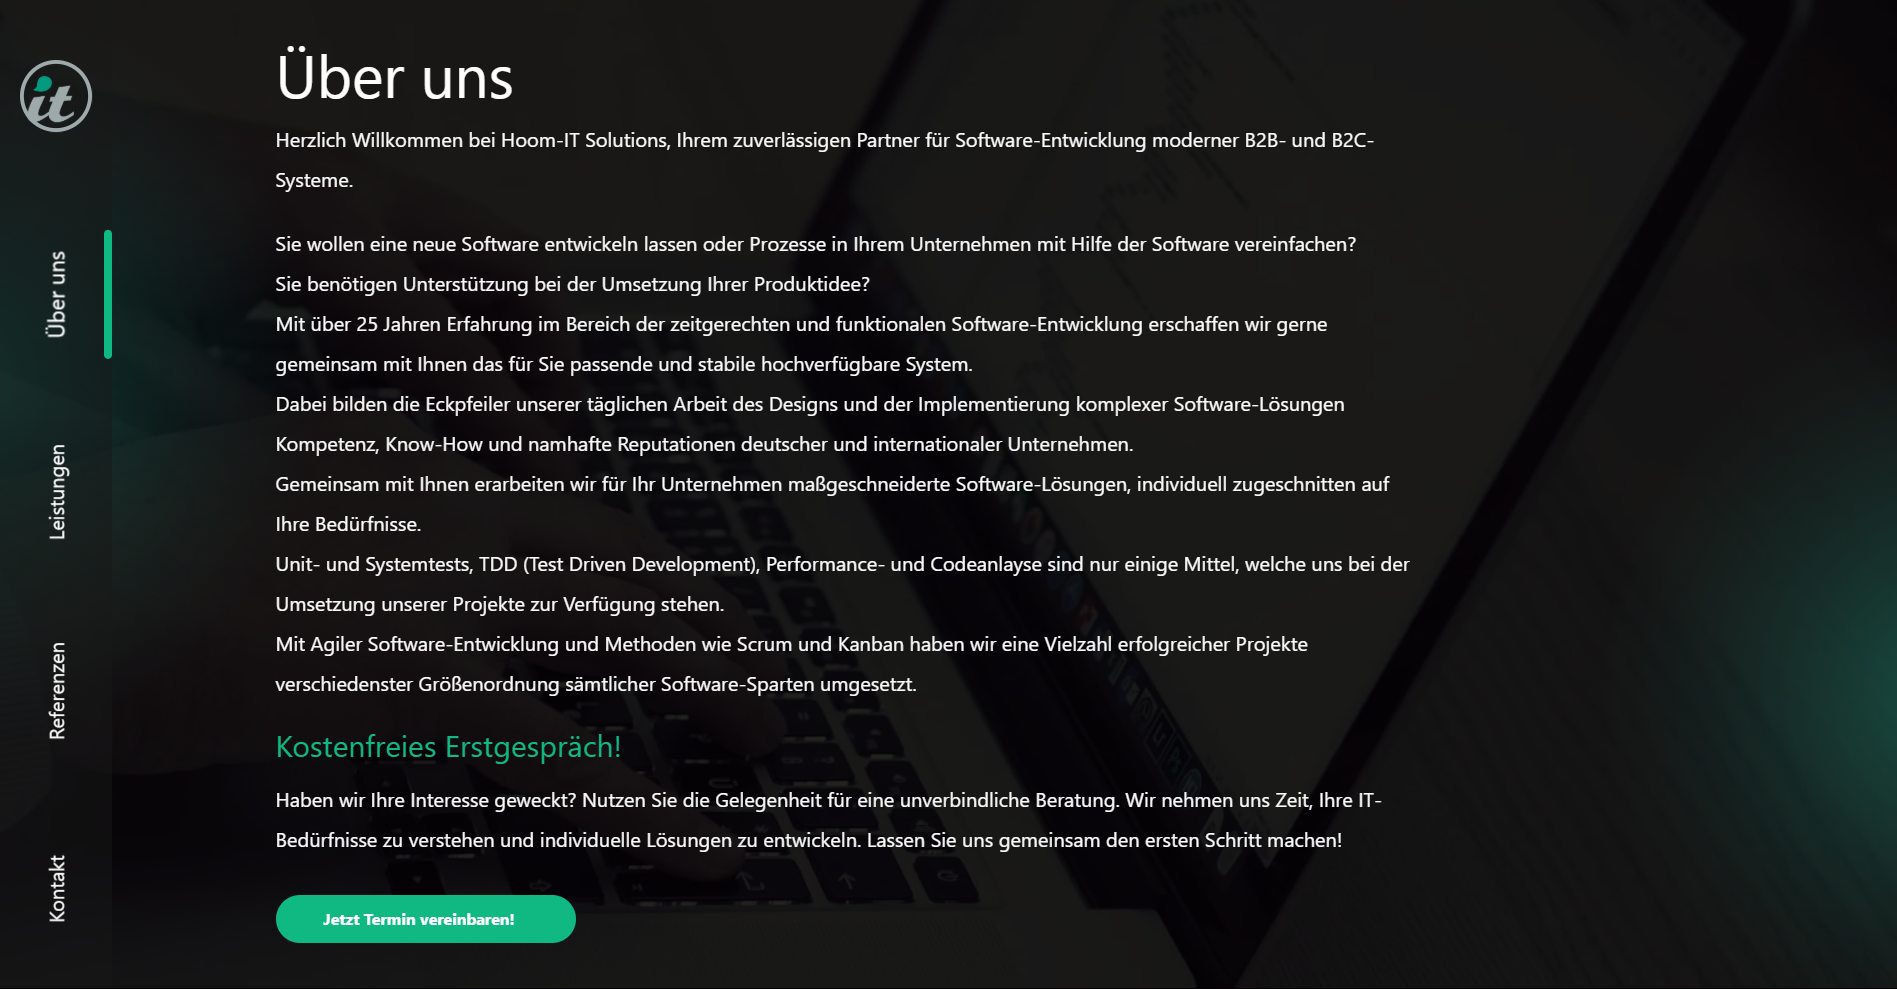 it
Über uns
Leistungen
Referenzen
Kontakt
Über uns
Herzlich Willkommen bei Hoom-IT Solutions, Ihrem zuverlässigen Partner für Software-Entwicklung moderner B2B- und B2C-
Systeme.
Sie wollen eine neue Software entwickeln lassen oder Prozesse in Ihrem Unternehmen mit Hilfe der Software vereinfachen?
Sie benötigen Unterstützung bei der Umsetzung Ihrer Produktidee?
Mit über 25 Jahren Erfahrung im Bereich der zeitgerechten und funktionalen Software-Entwicklung erschaffen wir gerne
gemeinsam mit Ihnen das für Sie passende und stabile hochverfügbare System.
Dabei bilden die Eckpfeiler unserer täglichen Arbeit des Designs und der Implementierung komplexer Software-Lösungen
Kompetenz, Know-How und namhafte Reputationen deutscher und internationaler Unternehmen.
Gemeinsam mit Ihnen erarbeiten wir für Ihr Unternehmen maßgeschneiderte Software-Lösungen, individuell zugeschnitten auf
Ihre Bedürfnisse.
Unit- und Systemtests, TDD (Test Driven Development), Performance- und Codeanlayse sind nur einige Mittel, welche uns bei der
Umsetzung unserer Projekte zur Verfügung stehen.
Mit Agiler Software-Entwicklung und Methoden wie Scrum und Kanban haben wir eine Vielzahl erfolgreicher Projekte
verschiedenster Größenordnung sämtlicher Software-Sparten umgesetzt.
Kostenfreies Erstgespräch!
Haben wir Ihre Interesse geweckt? Nutzen Sie die Gelegenheit für eine unverbindliche Beratung. Wir nehmen uns Zeit, Ihre IT-
Bedürfnisse zu verstehen und individuelle Lösungen zu entwickeln. Lassen Sie uns gemeinsam den ersten Schritt machen!
Jetzt Termin vereinbaren!